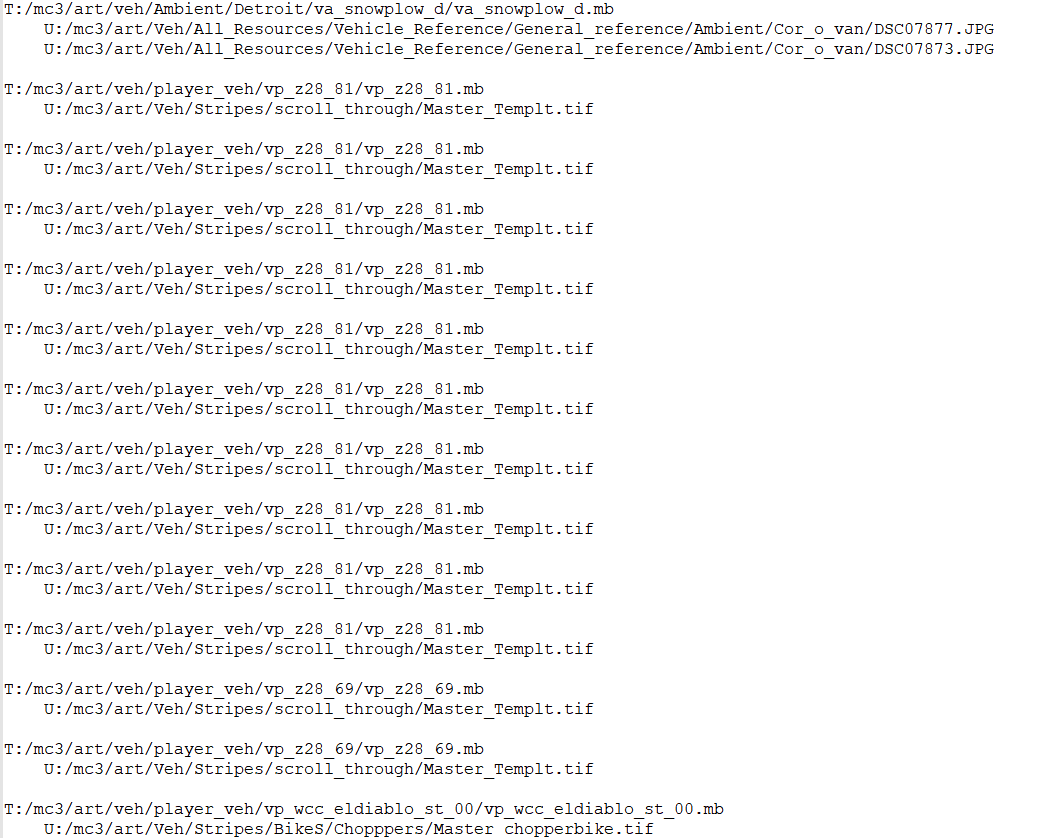 T:/mc3/art/veh/Ambient/Detroit/va_snowplow_d/va_snowplow_d.mb
U:/mc3/art/Veh/All_Resources/Vehicle_Reference/General_reference/Ambient/Cor_o_van/DSC07877.JPG
U:/mc3/art/Veh/All_Resources/Vehicle_Reference/General_reference/Ambient/Cor_o_van/DSC07873.JPG
T:/mc3/art/veh/player_veh/vp_z28_81/vp_z28_81.mb
U:/mc3/art/Veh/Stripes/scroll_through/Master_Templt.tif
T:/mc3/art/veh/player_veh/vp_z28_81/vp_z28_81.mb
U:/mc3/art/Veh/Stripes/scroll_through/Master_Templt.tif
T:/mc3/art/veh/player_veh/vp_z28_81/vp_z28_81.mb
U:/mc3/art/Veh/Stripes/scroll_through/Master_Templt.tif
T:/mc3/art/veh/player_veh/vp_z28_81/vp_z28_81.mb
U:/mc3/art/Veh/Stripes/scroll_through/Master_Templt.tif
T:/mc3/art/veh/player_veh/vp_z28_81/vp_z28_81.mb
U:/mc3/art/Veh/Stripes/scroll_through/Master_Templt.tif
T:/mc3/art/veh/player_veh/vp_z28_81/vp_z28_81.mb
U:/mc3/art/Veh/Stripes/scroll_through/Master_Templt.tif
T:/mc3/art/veh/player_veh/vp_z28_81/vp_z28_81.mb
U:/mc3/art/Veh/Stripes/scroll_through/Master_Templt.tif
T:/mc3/art/veh/player_veh/vp_z28_81/vp_z28_81.mb
U:/mc3/art/Veh/Stripes/scroll_through/Master_Templt.tif
T:/mc3/art/veh/player_veh/vp_z28_81/vp_z28_81.mb
U:/mc3/art/Veh/Stripes/scroll_through/Master_Templt.tif
T:/mc3/art/veh/player_veh/vp_z28_81/vp_z28_81.mb
U:/mc3/art/Veh/Stripes/scroll_through/Master_Templt.tif
T:/mc3/art/veh/player_veh/vp_z28_69/vp_z28_69.mb
U:/mc3/art/Veh/Stripes/scroll_through/Master_Templt.tif
T:/mc3/art/veh/player_veh/vp_z28_69/vp_z28_69.mb
U:/mc3/art/Veh/Stripes/scroll_through/Master_Templt.tif
T:/mc3/art/veh/player_veh/vp_wcc_eldiablo_st_00/vp_wcc_eldiablo_st_00.mb
U:/mc3/art/Veh/Stripes/BikeS/Chopppers/Master_chopperbike.tif